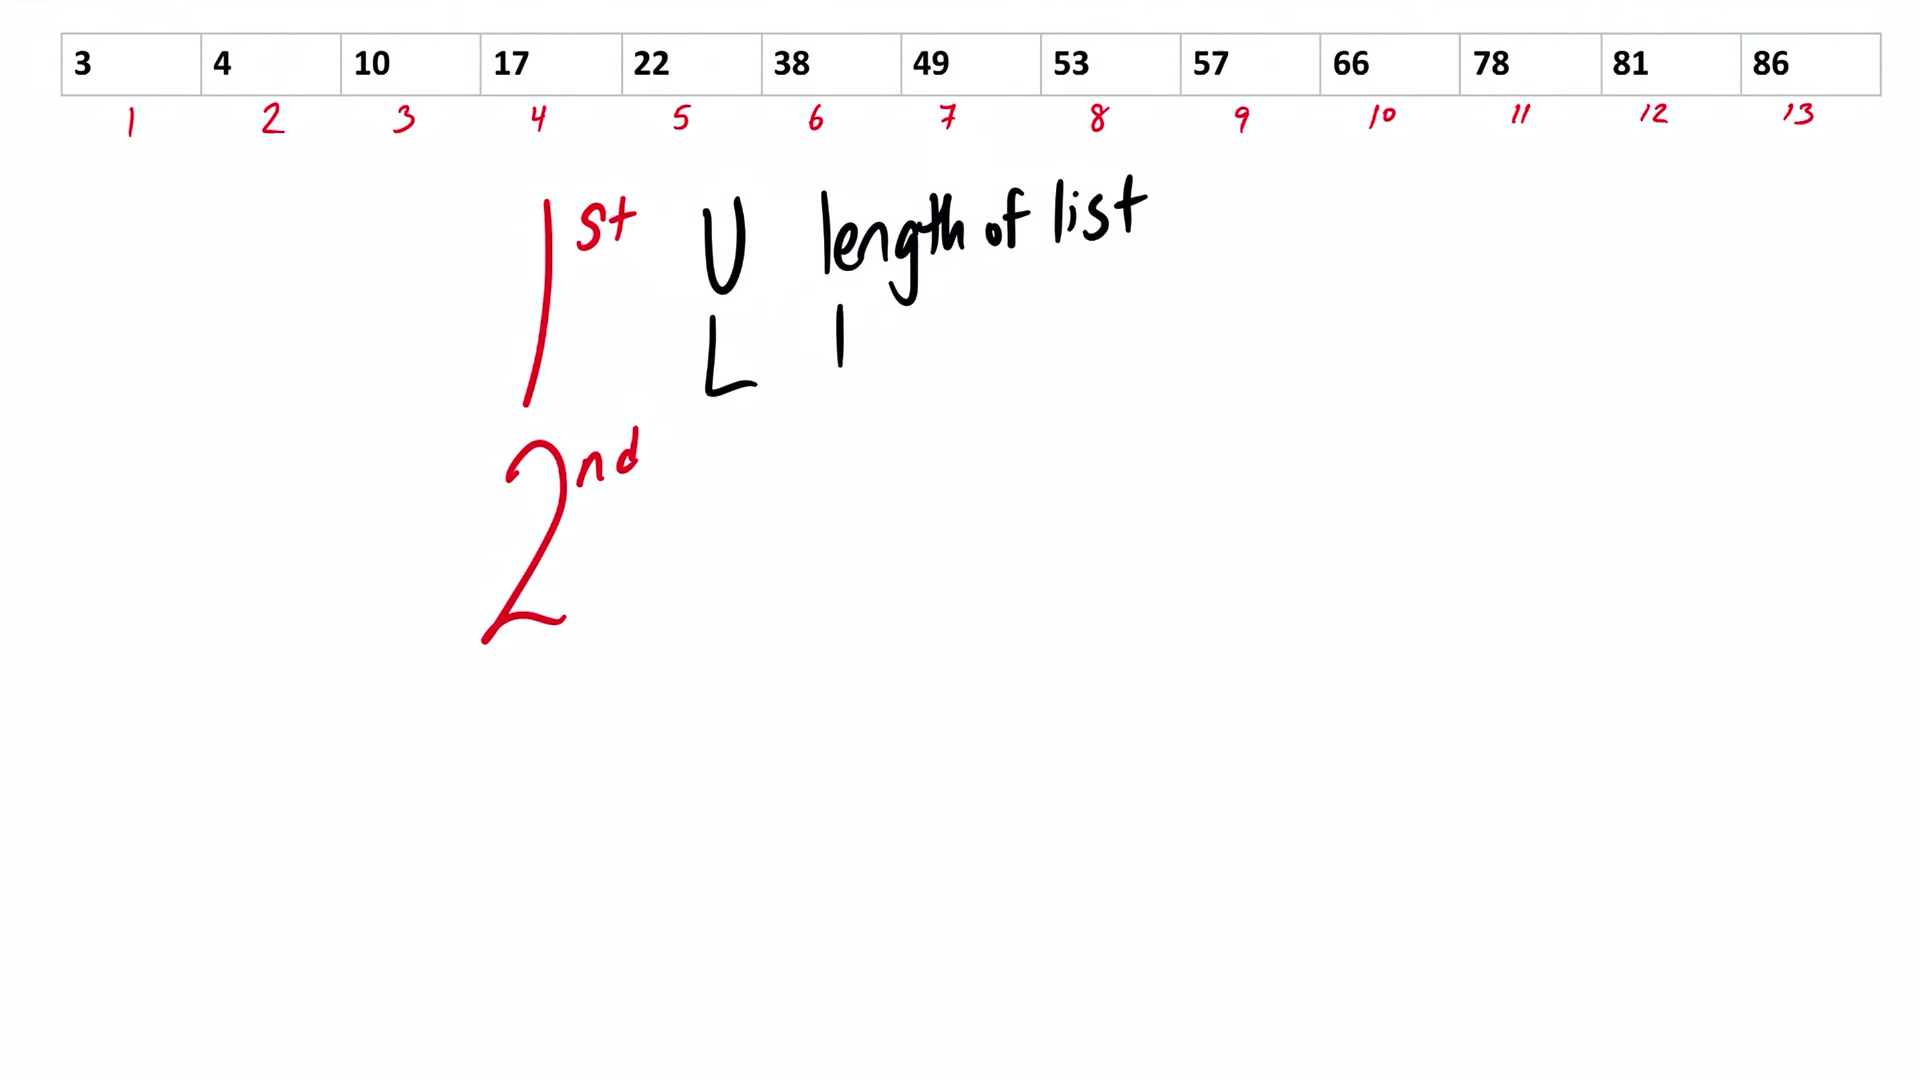 3 4 10 17 22 38 49 53 57 66 78 81 86
1 2 3 4 5 6 7 8 9 10 11 12 13
1st U length of list
L 1
2nd